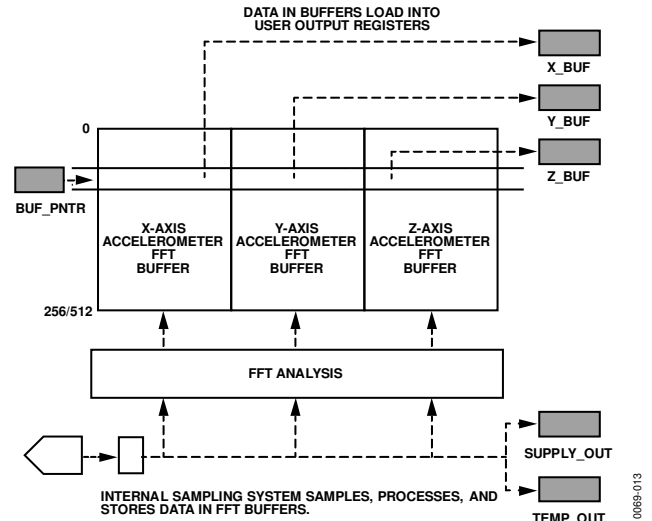 DATA IN BUFFERS LOAD INTO
USER OUTPUT REGISTERS
X_BUF
Y_BUF
0
Z_BUF
BUF_PNTR
X-AXIS
ACCELEROMETER
FFT
BUFFER
Y-AXIS
ACCELEROMETER
FFT
BUFFER
Z-AXIS
ACCELEROMETER
FFT
BUFFER
256/512
FFT ANALYSIS
SUPPLY_OUT
INTERNAL SAMPLING SYSTEM SAMPLES, PROCESSES, AND
STORES DATA IN FFT BUFFERS.
TEMP_OUT
0069-013